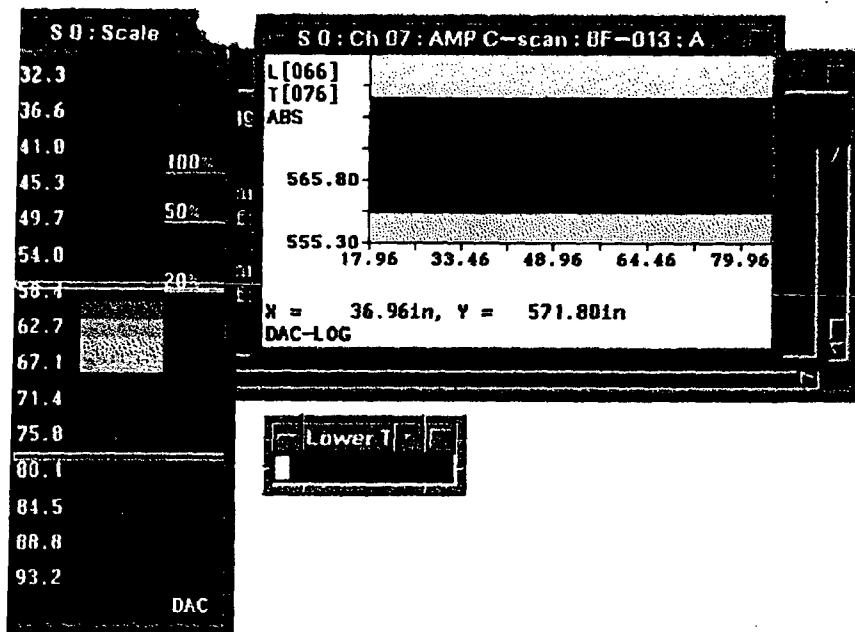 S 0 : Scale
32.3
36.6
41.0
100%
45.3
49.7
50%
54.0
20%
58.4
62.7
67.1
71.4
75.8
80.1
84.5
88.8
93.2
DAC
S 0 : Ch 07 : AMP C-scan : BF-013 : A
L[066]
T[076]
ABS
565.80
555.30
17.96 33.46 48.96 64.46 79.96
X = 36.96in, Y = 571.80in
DAC-LOG
Lower T